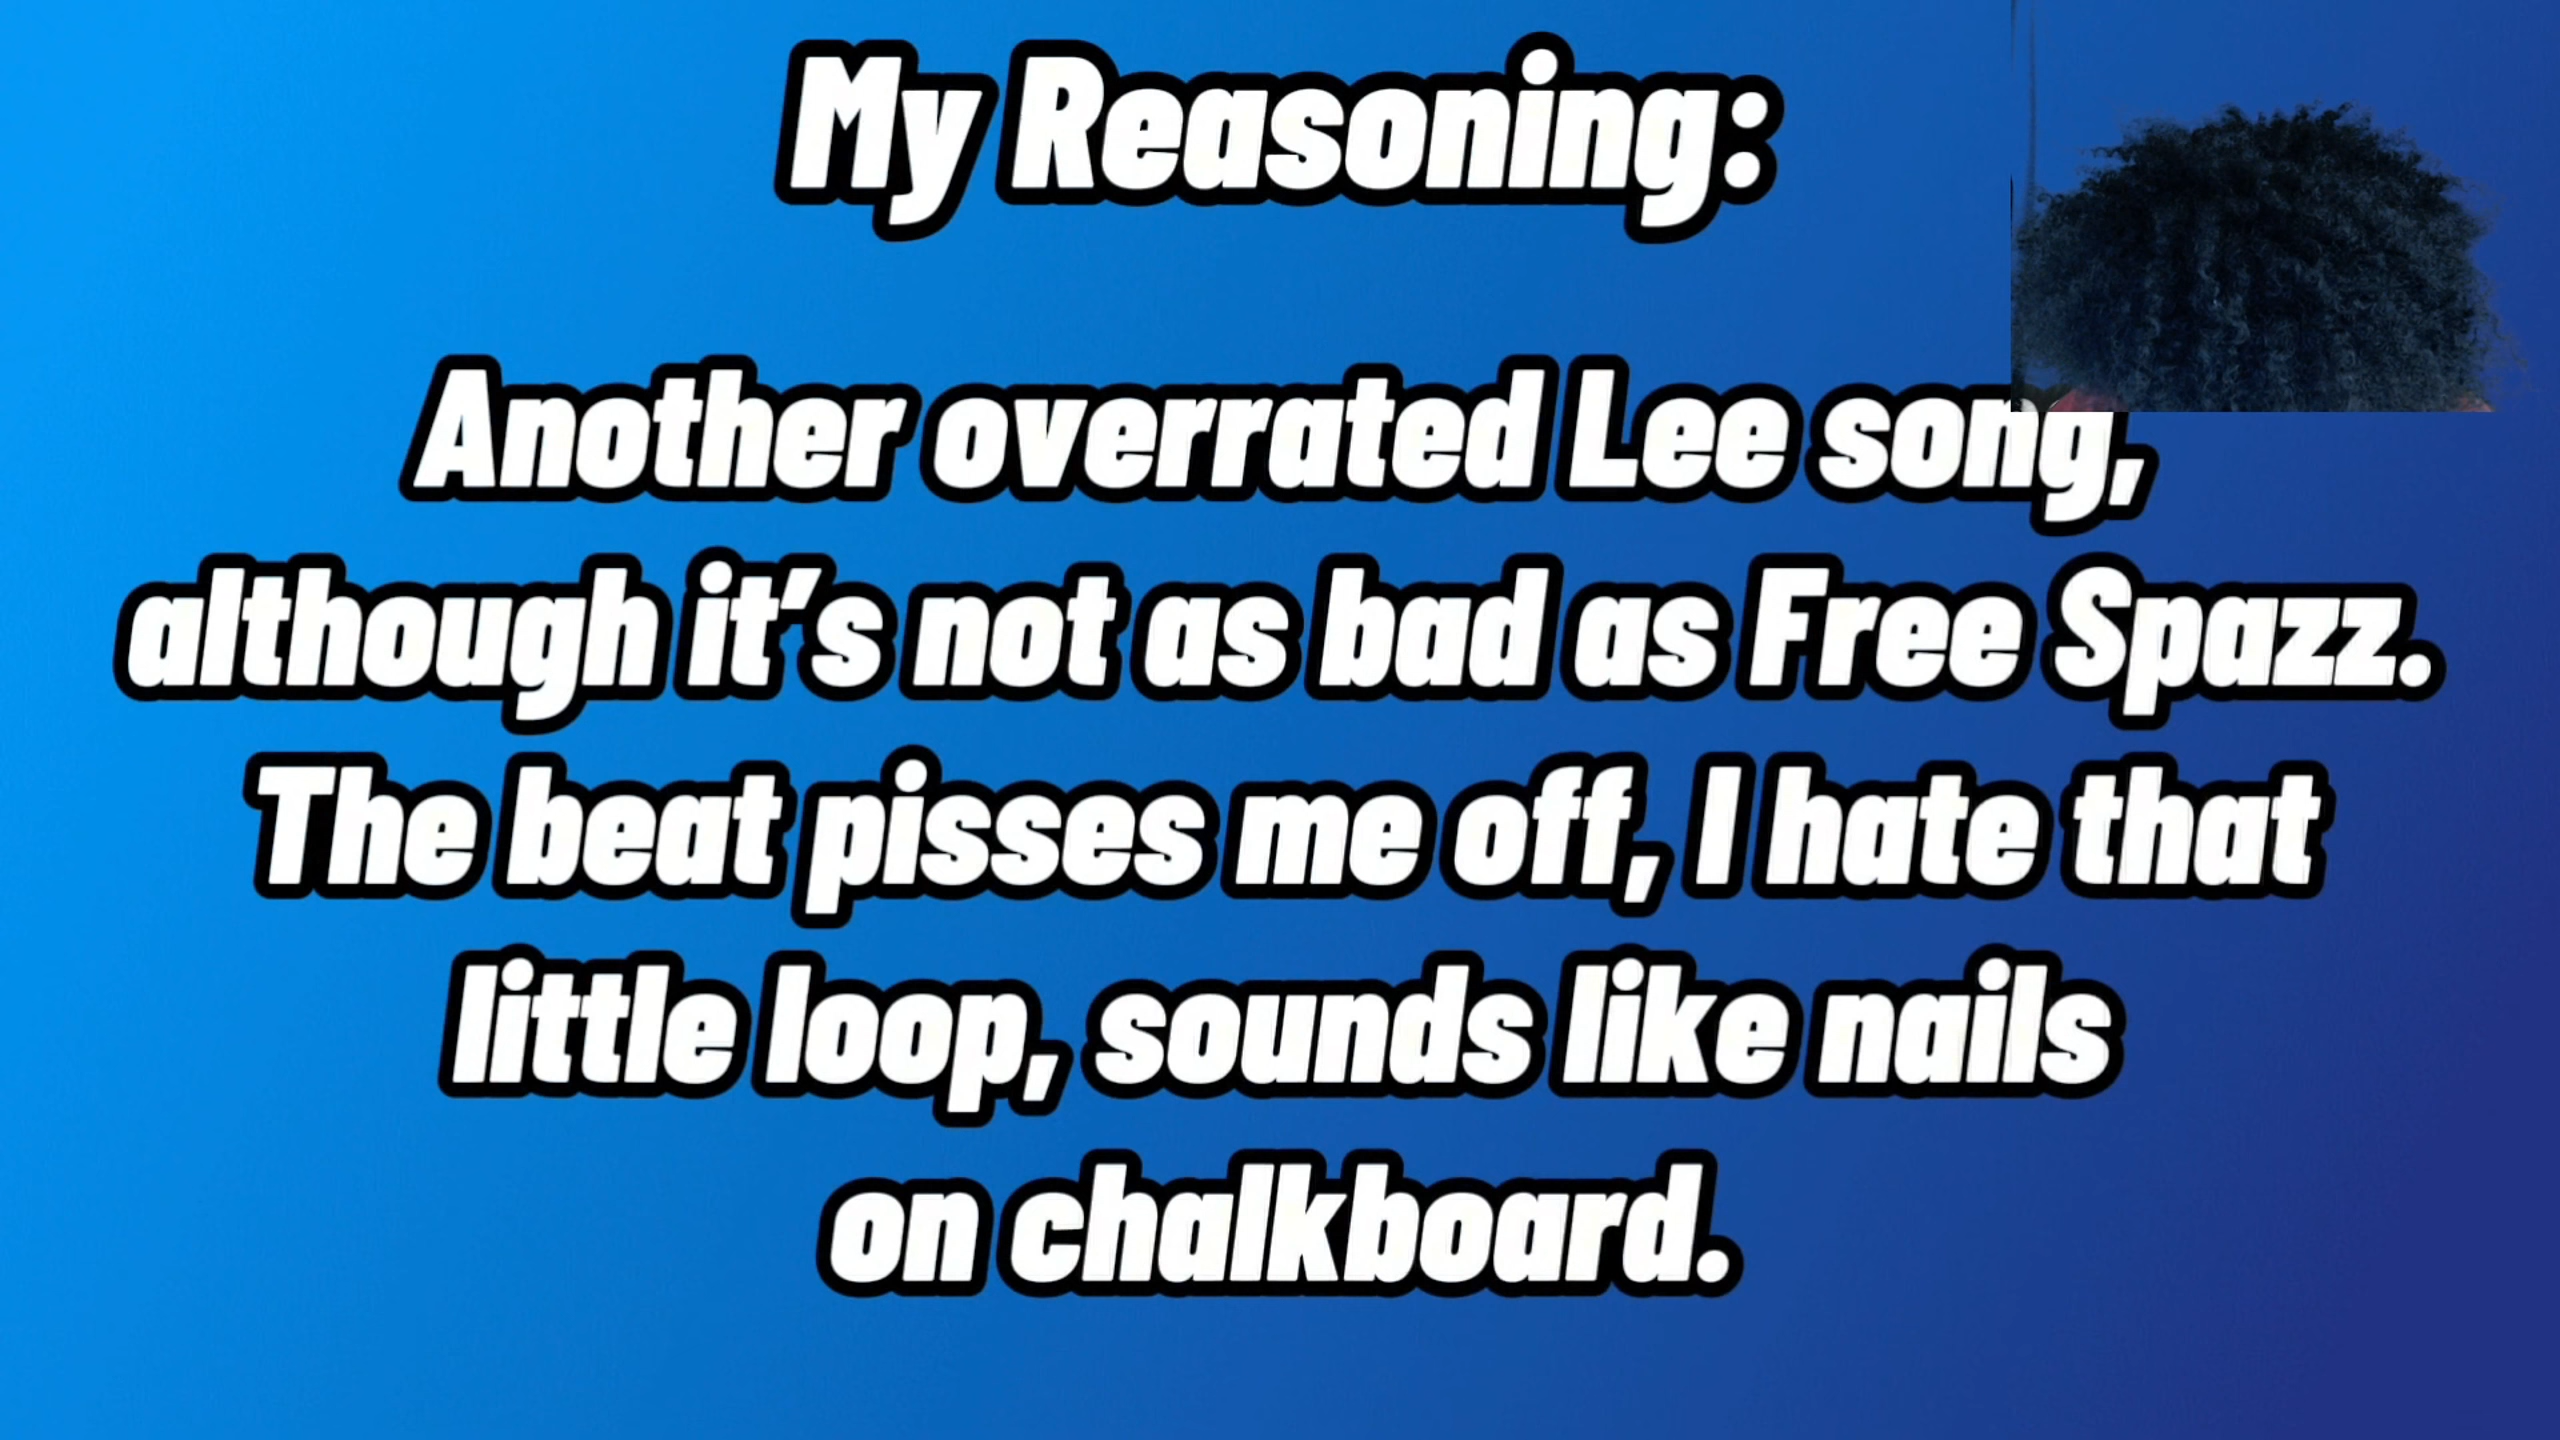 My Reasoning:
Another overrated Lee song,
although it's not as bad as Free Spazz.
The beat pisses me off, I hate that
little loop, sounds like nails
on chalkboard.